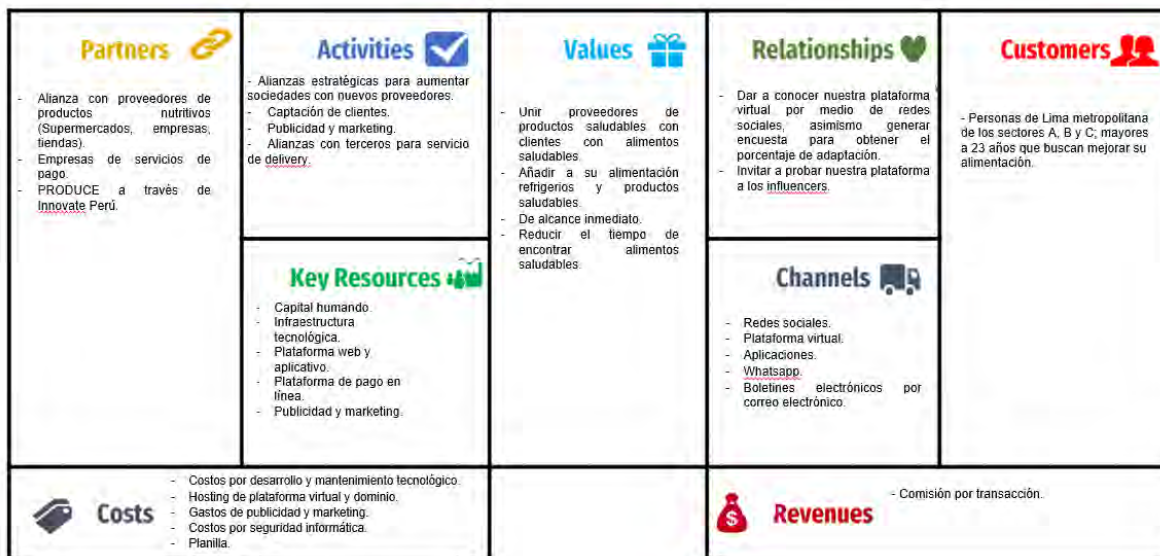 Partners
- Alianza con proveedores de
productos nutritivos
(Supermercados, empresas,
tiendas).
- Empresas de servicios de
pago.
- PRODUCE a través de
Innovate Perú.
Activities
- Alianzas estratégicas para aumentar
sociedades con nuevos proveedores.
- Captación de clientes.
- Publicidad y marketing.
- Alianzas con terceros para servicio
de delivery.
Key Resources
- Capital humando.
- Infraestructura
tecnológica.
- Plataforma web y
aplicativo.
- Plataforma de pago en
línea.
- Publicidad y marketing.
Values
- Unir proveedores de
productos saludables con
clientes con alimentos
saludables.
- Añadir a su alimentación
refrigerios y productos
saludables.
- De alcance inmediato.
- Reducir el tiempo de
encontrar alimentos
saludables.
Relationships
- Dar a conocer nuestra plataforma
virtual por medio de redes
sociales, asimismo generar
encuesta para obtener el
porcentaje de adaptación.
- Invitar a probar nuestra plataforma
a los influencers.
Channels
- Redes sociales.
- Plataforma virtual.
- Aplicaciones.
- Whatsapp.
- Boletines electrónicos por
correo electrónico.
Customers
- Personas de Lima metropolitana
de los sectores A, B y C; mayores
a 23 años que buscan mejorar su
alimentación.
Costs
- Costos por desarrollo y mantenimiento tecnológico.
- Hosting de plataforma virtual y dominio.
- Gastos de publicidad y marketing.
- Costos por seguridad informática.
- Planilla.
$
Revenues
- Comisión por transacción.